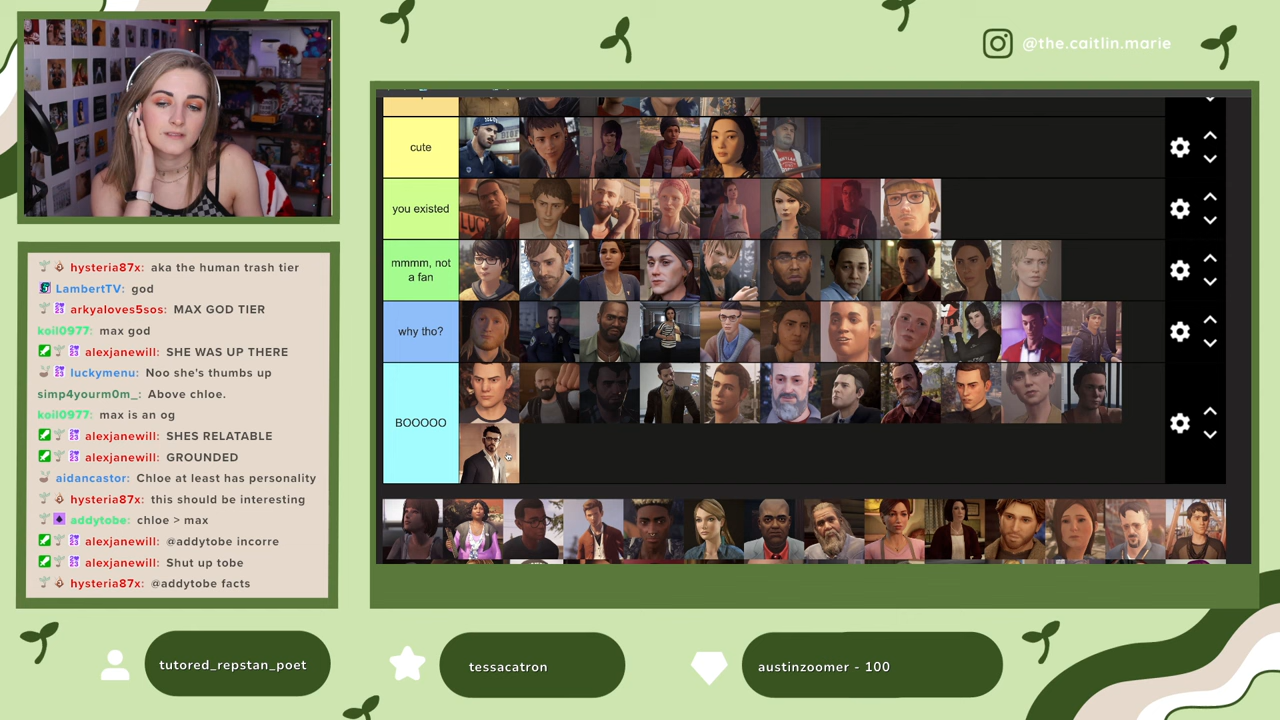 @the.caitlin.marie
cute
you existed
mmmm, not
a fan
why tho?
BOOOOO
hysteria87x: aka the human trash tier
LambertTV: god
arkyaloves5sos: MAX GOD TIER
koil0977: max god
alexjanewill: SHE WAS UP THERE
luckymenu: Noo she's thumbs up
simp4yourm0m_: Above chloe.
koil0977: max is an og
alexjanewill: SHES RELATABLE
alexjanewill: GROUNDED
aidancastor: Chloe at least has personality
hysteria87x: this should be interesting
addytobe: chloe > max
alexjanewill: @addytobe incorre
alexjanewill: Shut up tobe
hysteria87x: @addytobe facts
tutored_repstan_poet
tessacatron
austinzoomer - 100